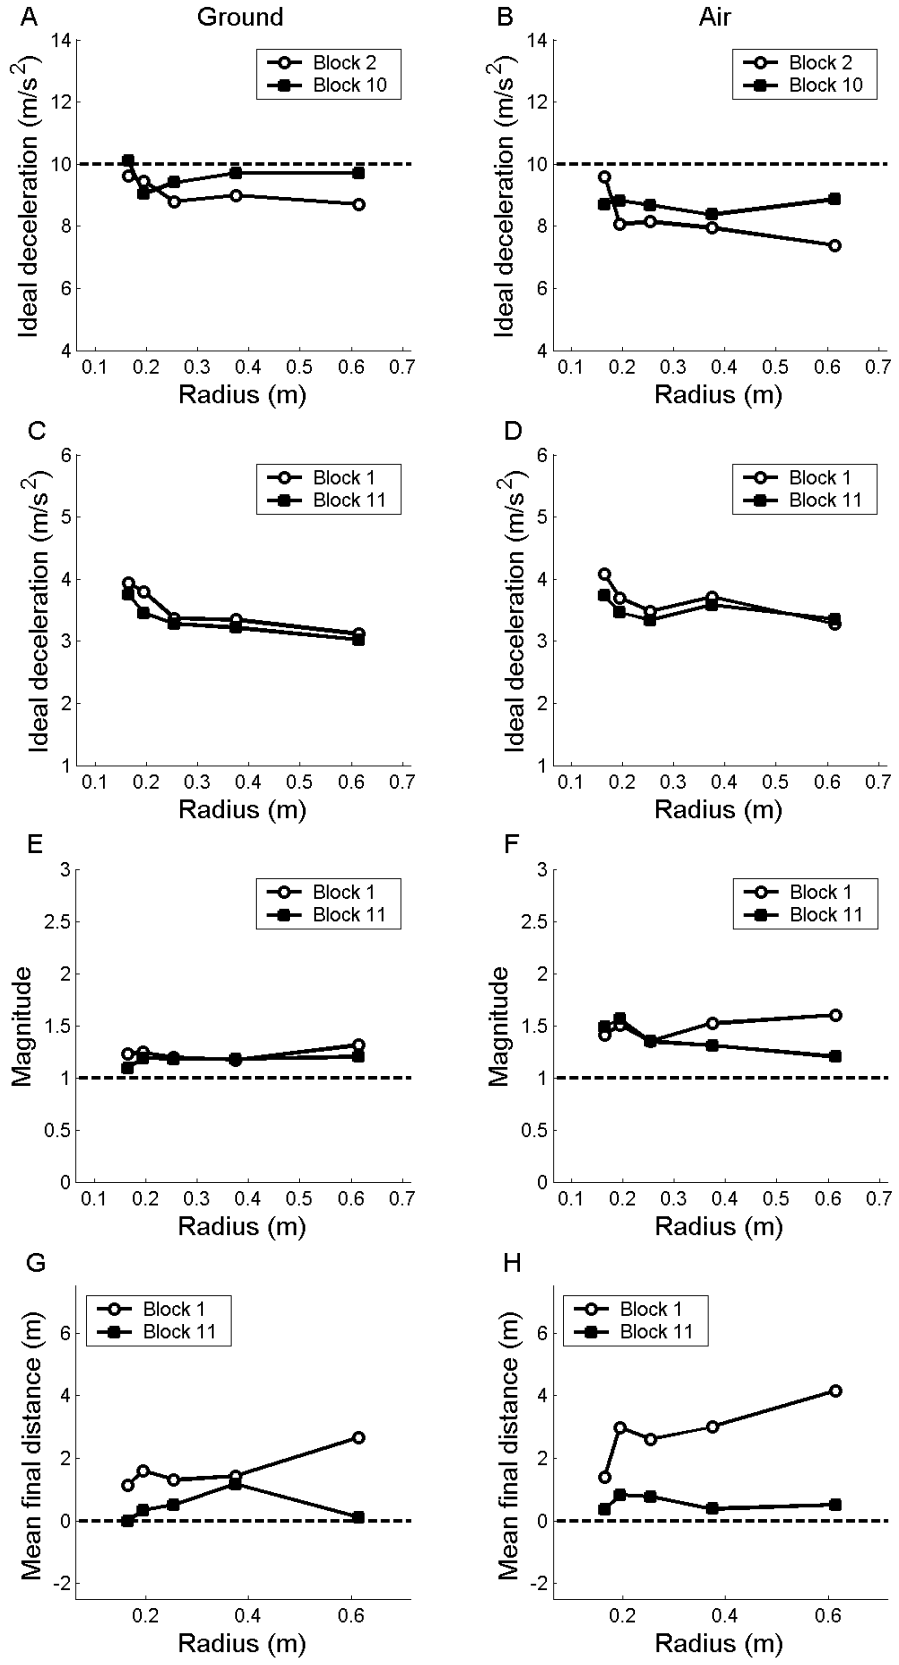 A Ground
B Air
Ideal deceleration (m/s²)
14
12
10
8
6
4
Block 2
Block 10
0.1 0.2 0.3 0.4 0.5 0.6 0.7
Radius (m)
Ideal deceleration (m/s²)
14
12
10
8
6
4
Block 2
Block 10
0.1 0.2 0.3 0.4 0.5 0.6 0.7
Radius (m)
C
Ideal deceleration (m/s²)
6
5
4
3
2
1
Block 1
Block 11
0.1 0.2 0.3 0.4 0.5 0.6 0.7
Radius (m)
D
Ideal deceleration (m/s²)
6
5
4
3
2
1
Block 1
Block 11
0.1 0.2 0.3 0.4 0.5 0.6 0.7
Radius (m)
E
Magnitude
3
2.5
2
1.5
1
0.5
0
Block 1
Block 11
0.1 0.2 0.3 0.4 0.5 0.6 0.7
Radius (m)
F
Magnitude
3
2.5
2
1.5
1
0.5
0
Block 1
Block 11
0.1 0.2 0.3 0.4 0.5 0.6 0.7
Radius (m)
G
Mean final distance (m)
6
4
2
0
-2
Block 1
Block 11
0.2 0.4 0.6
Radius (m)
H
Mean final distance (m)
6
4
2
0
-2
Block 1
Block 11
0.2 0.4 0.6
Radius (m)